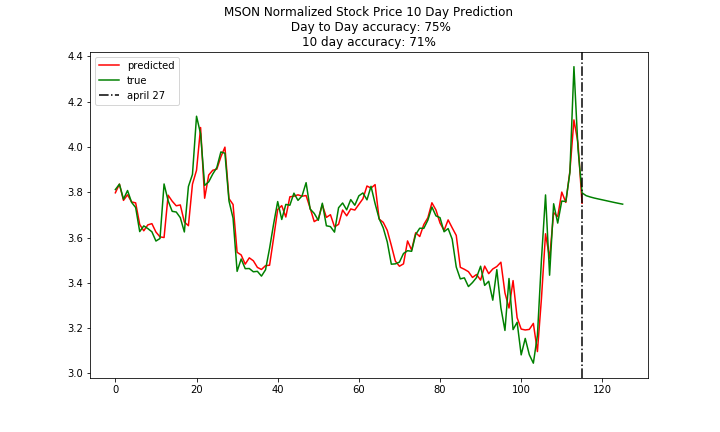 MSON Normalized Stock Price 10 Day Prediction
Day to Day accuracy: 75%
10 day accuracy: 71%
predicted
true
april 27
4.4
4.2
4.0
3.8
3.6
3.4
3.2
3.0
0 20 40 60 80 100 120